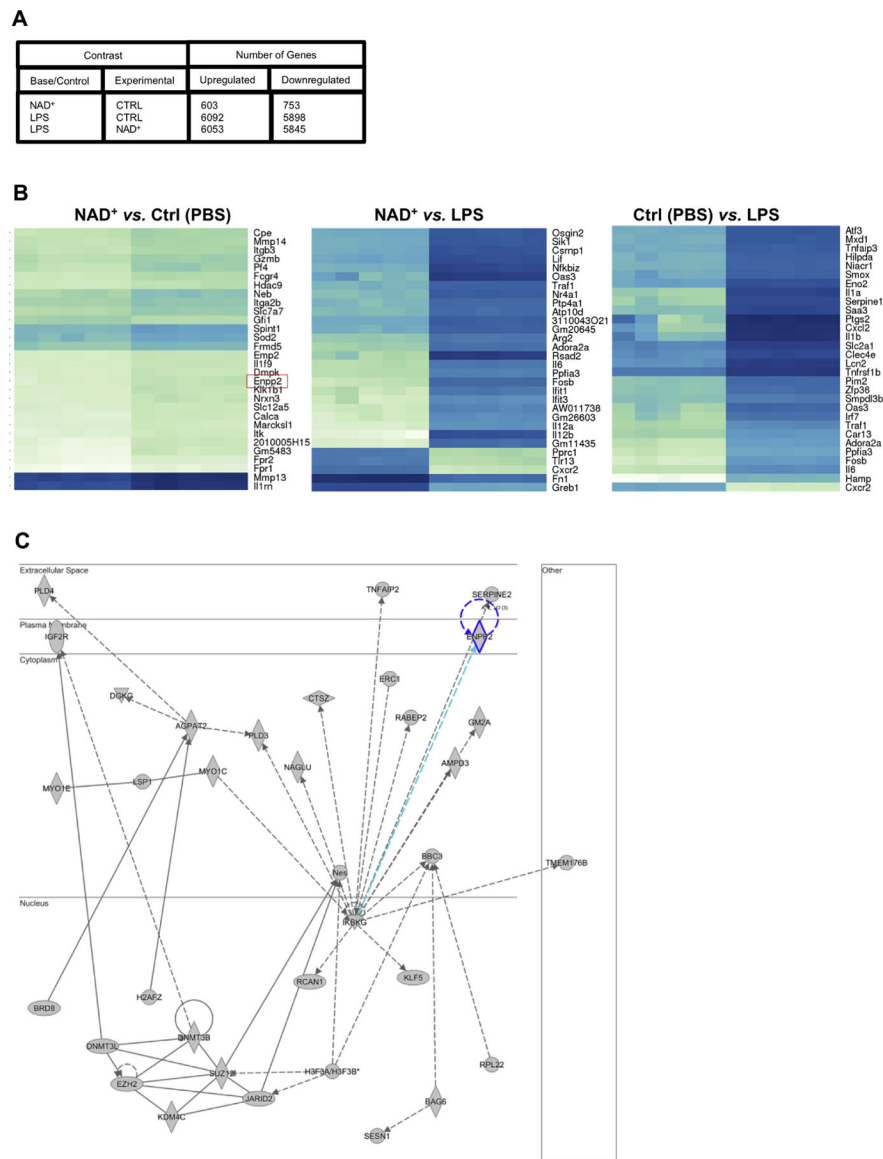 A
Contrast Number of Genes
Base/Control Experimental Upregulated Downregulated
NAD+ CTRL 603 753
LPS CTRL 6092 5898
LPS NAD+ 6053 5845
B
NAD+ vs. Ctrl (PBS)
Cpe
Mmp14
Itgb3
Gzmb
Pf4
Fcgr4
Hdac9
Neb
Itga2b
Slc7a7
Gfi1
Spint1
Sod2
Frmd5
Emp2
Il1f9
Dmpk
Enpp2
Klk1b1
Nrxn3
Slc12a5
Calca
Marcksl1
Itk
2010005H15
Gm5483
Fpr2
Fpr1
Mmp13
Il1rn
NAD+ vs. LPS
Osgin2
Sik1
Csrnp1
Lif
Nfkbiz
Oas3
Traf1
Nr4a1
Ptp4a1
Atp10d
3110043O21
Gm20645
Arg2
Adora2a
Rsad2
Il6
Ppfia3
Fosb
Ifit1
Ifit3
AW011738
Gm26603
Il12a
Il12b
Gm11435
Pprc1
Tlr13
Cxcr2
Fn1
Greb1
Ctrl (PBS) vs. LPS
Atf3
Mxd1
Tnfaip3
Hilpda
Niacr1
Smox
Eno2
Il1a
Serpine1
Saa3
Ptgs2
Cxcl2
Il1b
Slc2a1
Clec4e
Lcn2
Tnfrsf1b
Pim2
Zfp36
Smpdl3b
Oas3
Irf7
Traf1
Car13
Adora2a
Ppfia3
Fosb
Il6
Hamp
Cxcr2
C
Extracellular Space
Other
PLD4
TNFAIP2
SERPINE2
Plasma Membrane
IGF2R
ENPP2
Cytoplasm
ERC1
DGKG
CTSZ
RABEP2
GM2A
AGPAT2
PLD3
NAGLU
AMPD3
MYO1E
LSP1
MYO1C
BBC3
TMEM176B
Nes
Nucleus
IKBKG
RCAN1
KLF5
BRD8
H2AFZ
DNMT3B
DNMT3L
RPL22
SUZ12
H3F3A/H3F3B*
EZH2
JARID2
BAG6
KDM4C
SESN1